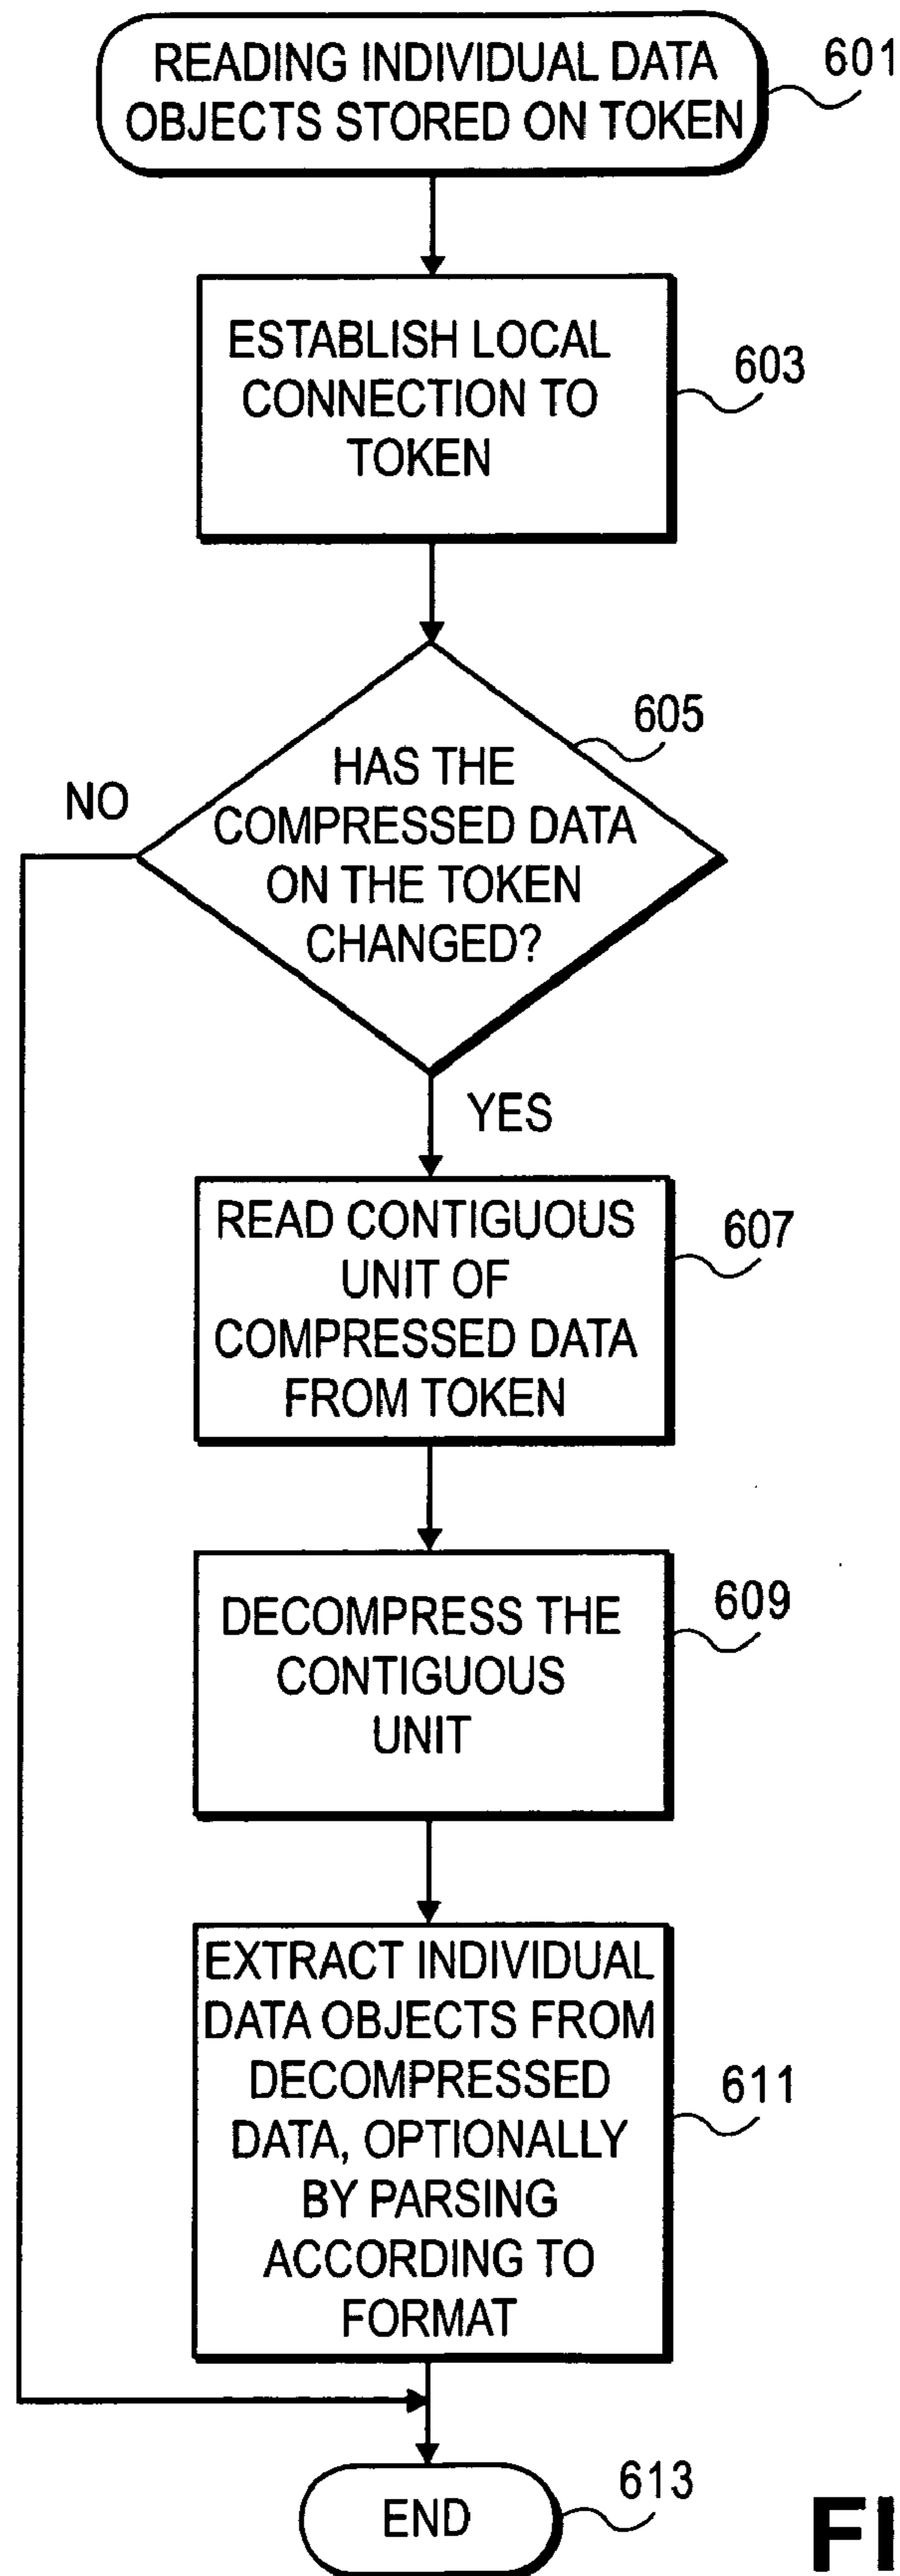 READING INDIVIDUAL DATA
OBJECTS STORED ON TOKEN
601
ESTABLISH LOCAL
CONNECTION TO
TOKEN
603
605
HAS THE
COMPRESSED DATA
ON THE TOKEN
CHANGED?
NO
YES
READ CONTIGUOUS
UNIT OF
COMPRESSED DATA
FROM TOKEN
607
DECOMPRESS THE
CONTIGUOUS
UNIT
609
EXTRACT INDIVIDUAL
DATA OBJECTS FROM
DECOMPRESSED
DATA, OPTIONALLY
BY PARSING
ACCORDING TO
FORMAT
611
END
613
FI